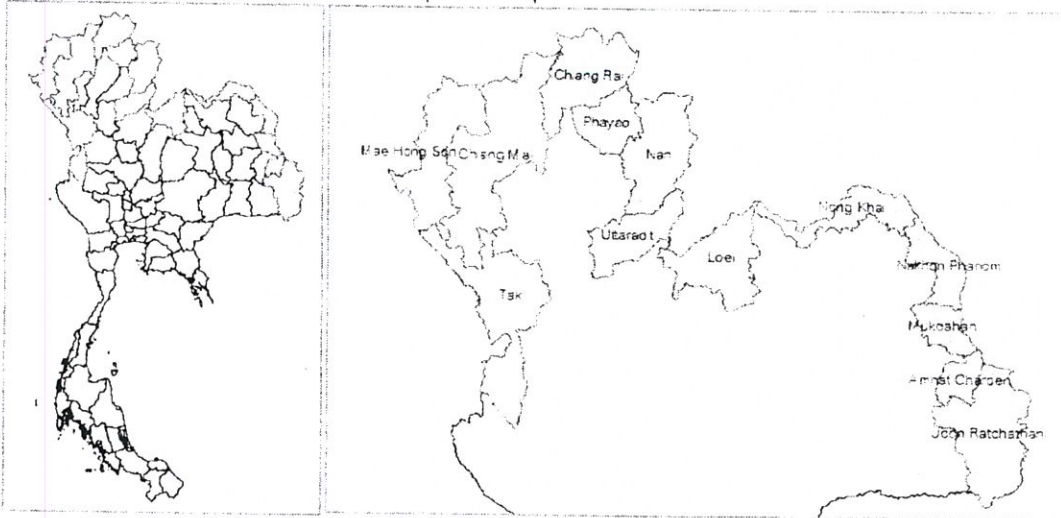 Chiang Rai
Phayao
Mae Hong Son
Chiang Mai
Nan
Nong Khai
Uttaradit
Loei
Nakhon Phanom
Tak
Mukdahan
Amnat Charoen
Ubon Ratchathani